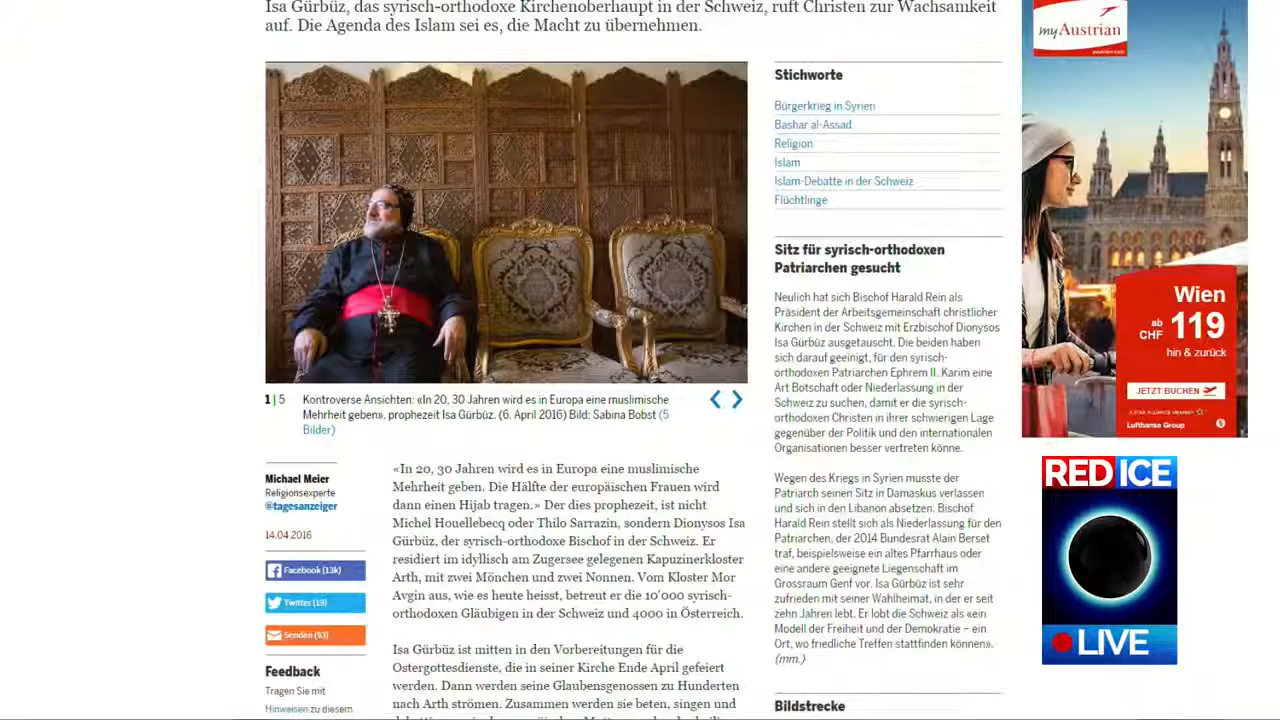 Isa Gürbüz, das syrisch-orthodoxe Kirchenoberhaupt in der Schweiz, ruft Christen zur Wachsamkeit
auf. Die Agenda des Islam sei es, die Macht zu übernehmen.
1 | 5 Kontroverse Ansichten: «In 20, 30 Jahren wird es in Europa eine muslimische
Mehrheit geben», prophezeit Isa Gürbüz. (6. April 2016) Bild: Sabina Bobst (5
Bilder)
Michael Meier
Religionsexperte
@tagesanzeiger
14.04.2016
Facebook (13k)
Twitter (19)
Senden (93)
Feedback
Tragen Sie mit
Hinweisen zu diesem
«In 20, 30 Jahren wird es in Europa eine muslimische
Mehrheit geben. Die Hälfte der europäischen Frauen wird
dann einen Hijab tragen.» Der dies prophezeit, ist nicht
Michel Houellebecq oder Thilo Sarrazin, sondern Dionysos Isa
Gürbüz, der syrisch-orthodoxe Bischof in der Schweiz. Er
residiert im idyllisch am Zugersee gelegenen Kapuzinerkloster
Arth, mit zwei Mönchen und zwei Nonnen. Vom Kloster Mor
Avgin aus, wie es heute heisst, betreut er die 10'000 syrisch-
orthodoxen Gläubigen in der Schweiz und 4000 in Österreich.
Isa Gürbüz ist mitten in den Vorbereitungen für die
Ostergottesdienste, die in seiner Kirche Ende April gefeiert
werden. Dann werden seine Glaubensgenossen zu Hunderten
nach Arth strömen. Zusammen werden sie beten, singen und
Stichworte
Bürgerkrieg in Syrien
Bashar al-Assad
Religion
Islam
Islam-Debatte in der Schweiz
Flüchtlinge
Sitz für syrisch-orthodoxen
Patriarchen gesucht
Neulich hat sich Bischof Harald Rein als
Präsident der Arbeitsgemeinschaft christlicher
Kirchen in der Schweiz mit Erzbischof Dionysos
Isa Gürbüz ausgetauscht. Die beiden haben
sich darauf geeinigt, für den syrisch-
orthodoxen Patriarchen Ephrem II. Karim eine
Art Botschaft oder Niederlassung in der
Schweiz zu suchen, damit er die syrisch-
orthodoxen Christen in ihrer schwierigen Lage
gegenüber der Politik und den internationalen
Organisationen besser vertreten könne.
Wegen des Kriegs in Syrien musste der
Patriarch seinen Sitz in Damaskus verlassen
und sich in den Libanon absetzen. Bischof
Harald Rein stellt sich als Niederlassung für den
Patriarchen, der 2014 Bundesrat Alain Berset
traf, beispielsweise ein altes Pfarrhaus oder
eine andere geeignete Liegenschaft im
Grossraum Genf vor. Isa Gürbüz ist sehr
zufrieden mit seiner Wahlheimat, in der er seit
zehn Jahren lebt. Er lobt die Schweiz als «ein
Modell der Freiheit und der Demokratie – ein
Ort, wo friedliche Treffen stattfinden können».
(mm.)
Bildstrecke
myAustrian
Wien
ab
CHF 119
hin & zurück
JETZT BUCHEN
Lufthansa Group
RED ICE
LIVE